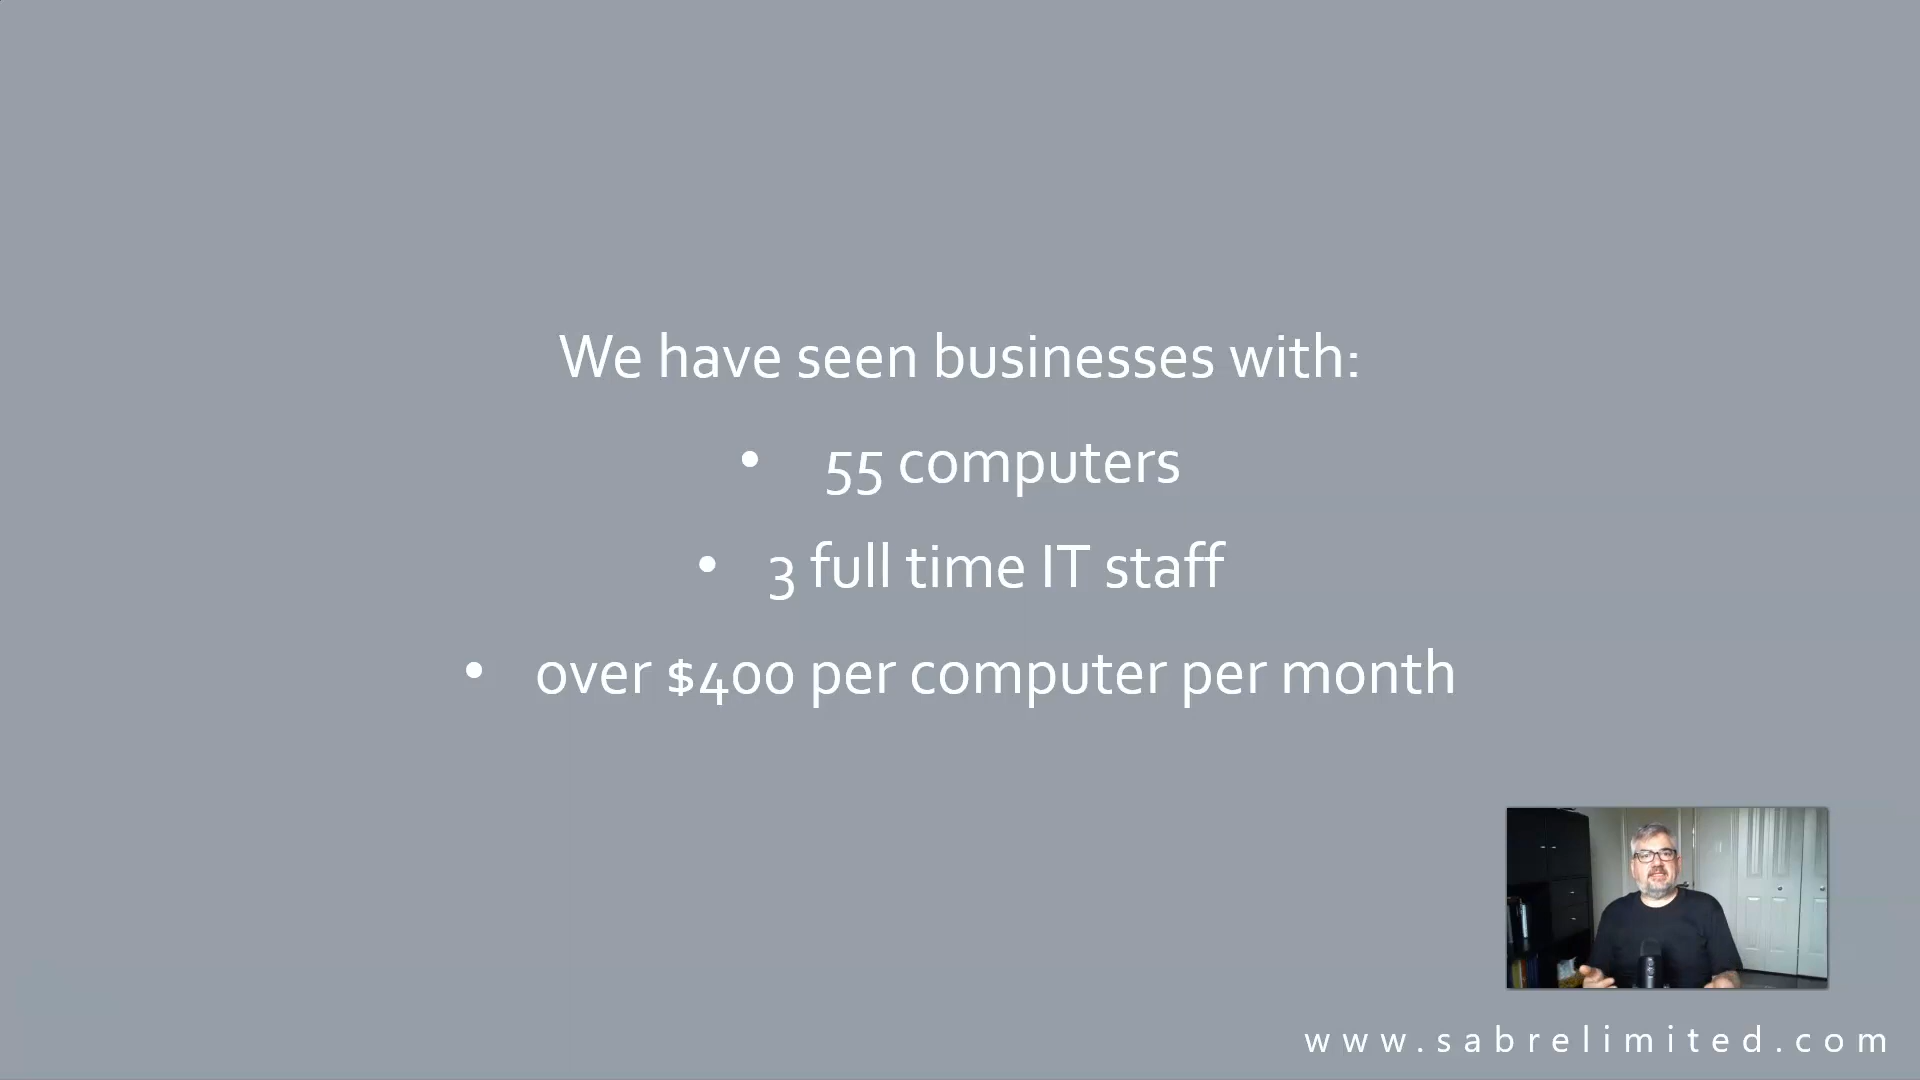 We have seen businesses with:
• 55 computers
• 3 full time IT staff
• over $400 per computer per month
www.sabrelimited.com